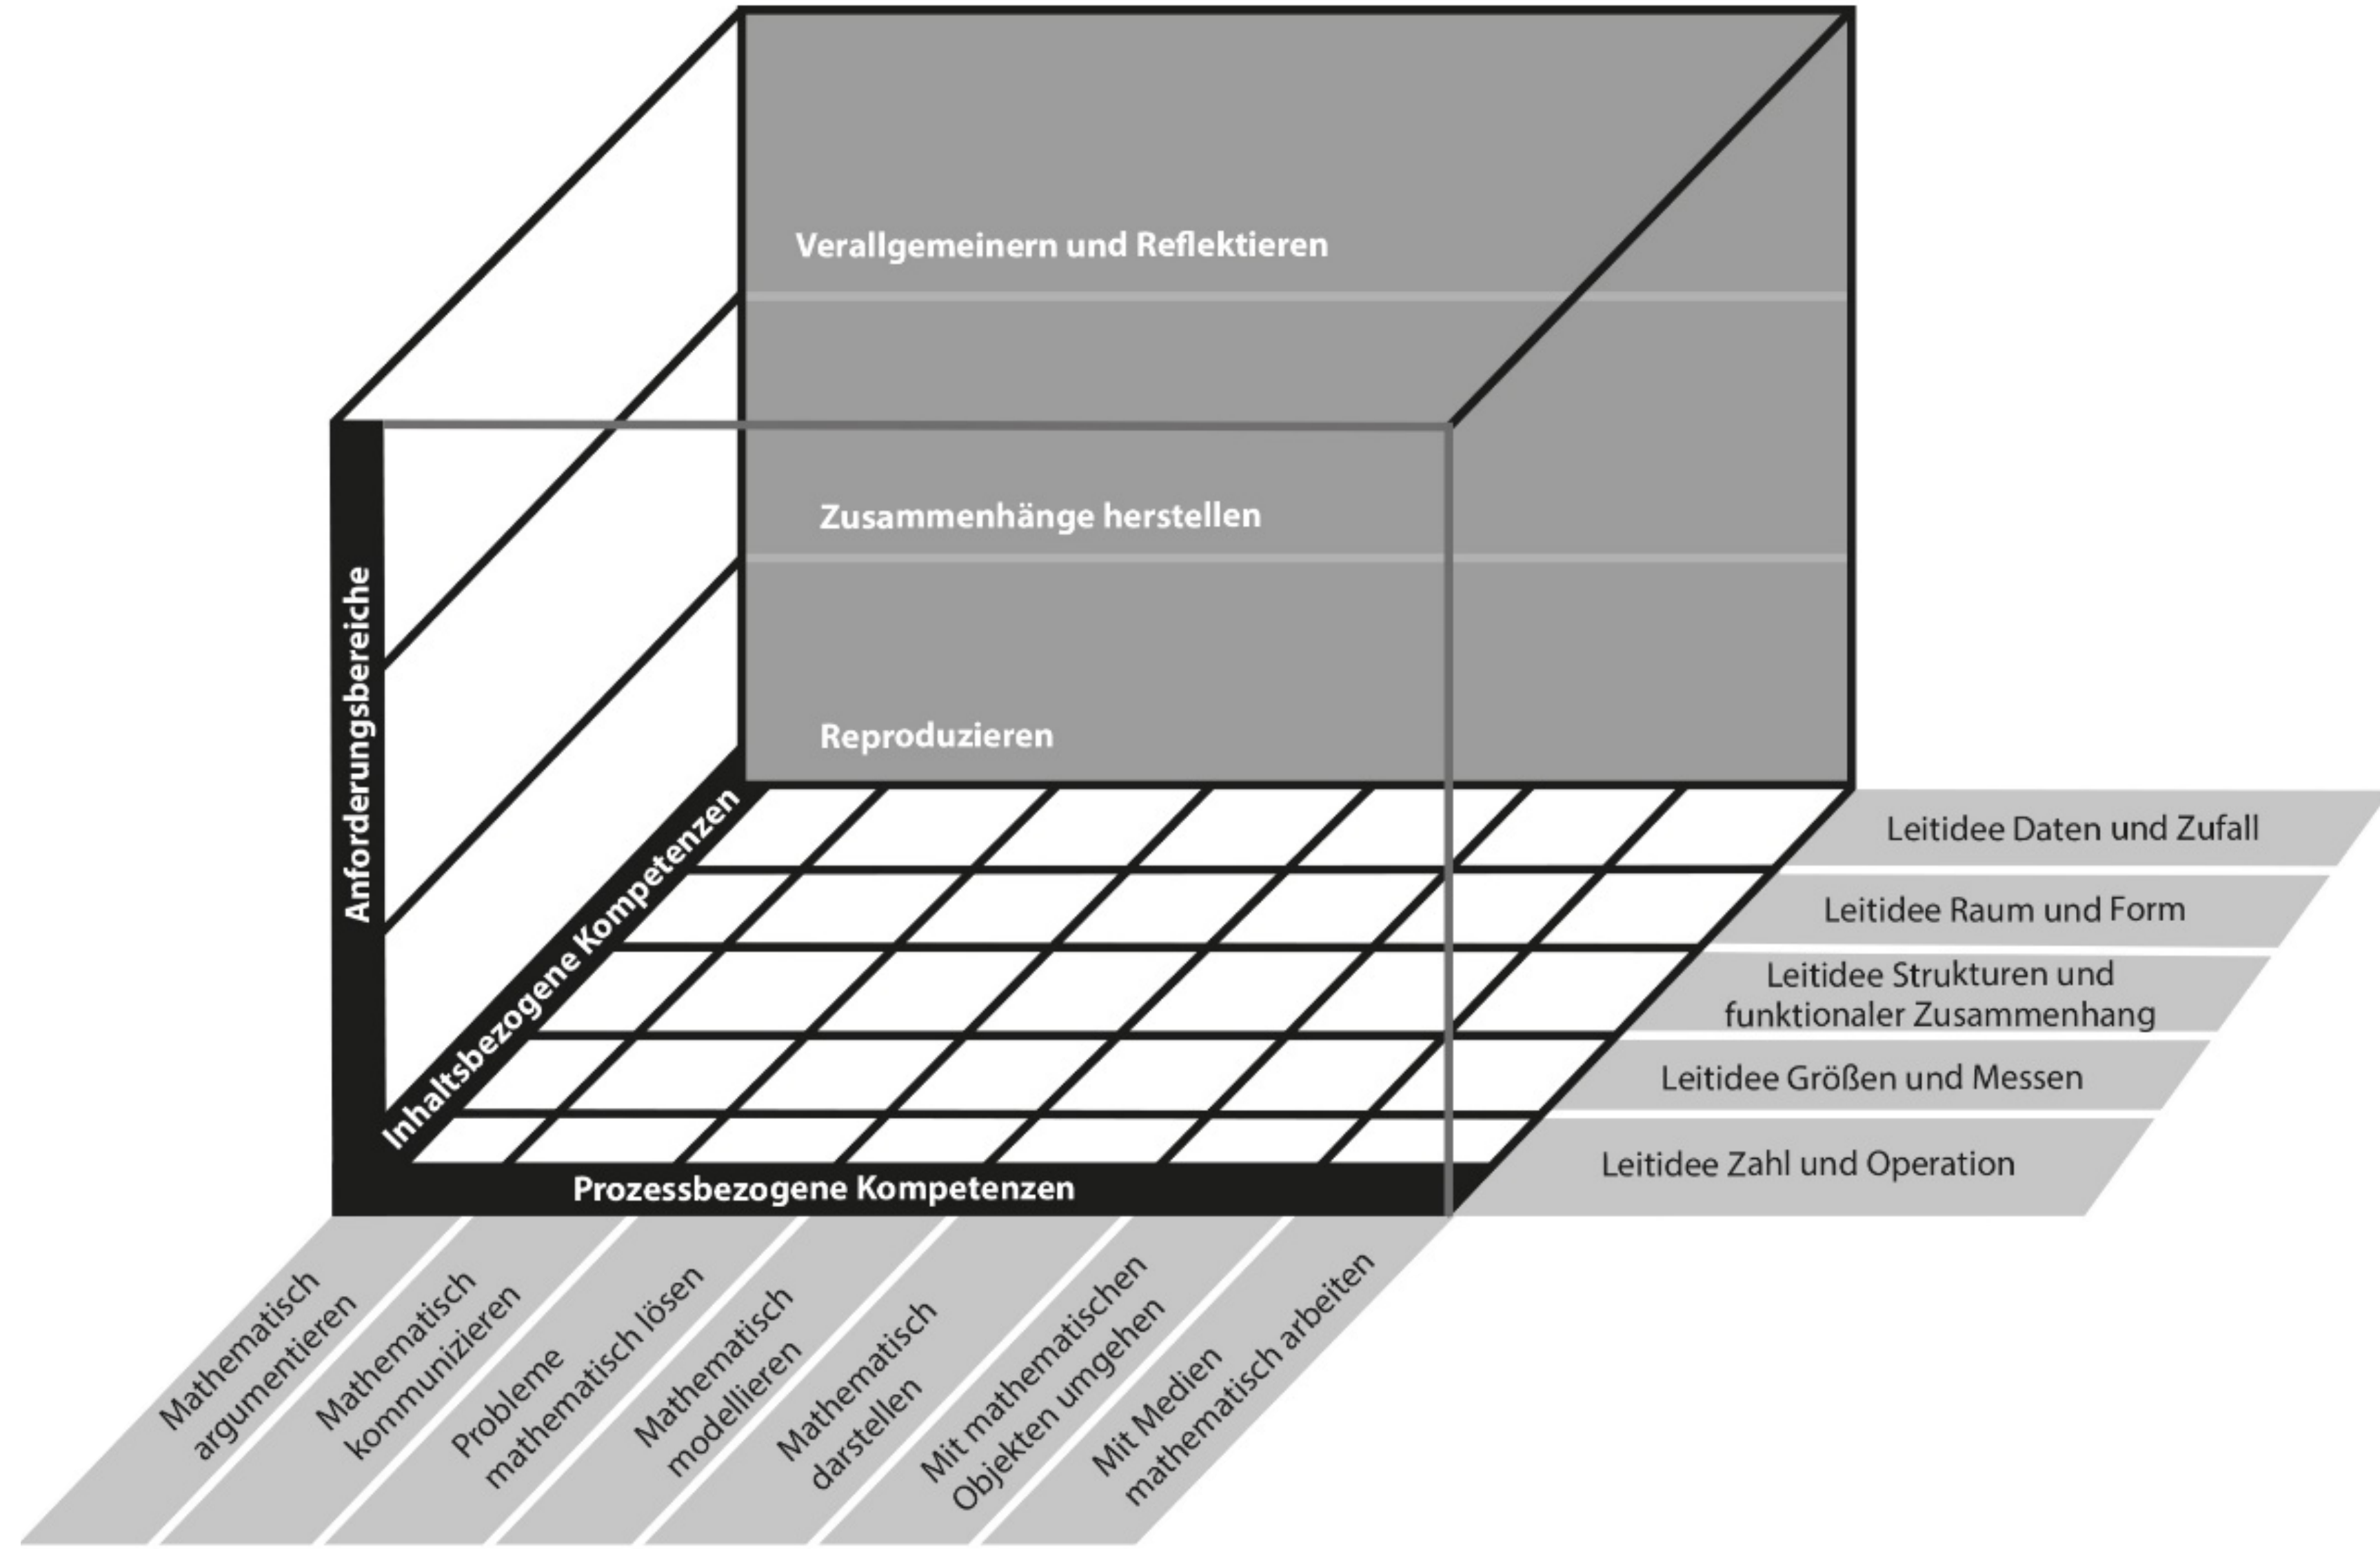 Verallgemeinern und Reflektieren
Zusammenhänge herstellen
Reproduzieren
Anforderungsbereiche
Inhaltsbezogene Kompetenzen
Prozessbezogene Kompetenzen
Leitidee Daten und Zufall
Leitidee Raum und Form
Leitidee Strukturen und
funktionaler Zusammenhang
Leitidee Größen und Messen
Leitidee Zahl und Operation
Mathematisch
argumentieren
Mathematisch
kommunizieren
Probleme
mathematisch lösen
Mathematisch
modellieren
Mathematisch
darstellen
Mit mathematischen
Objekten umgehen
Mit Medien
mathematisch arbeiten